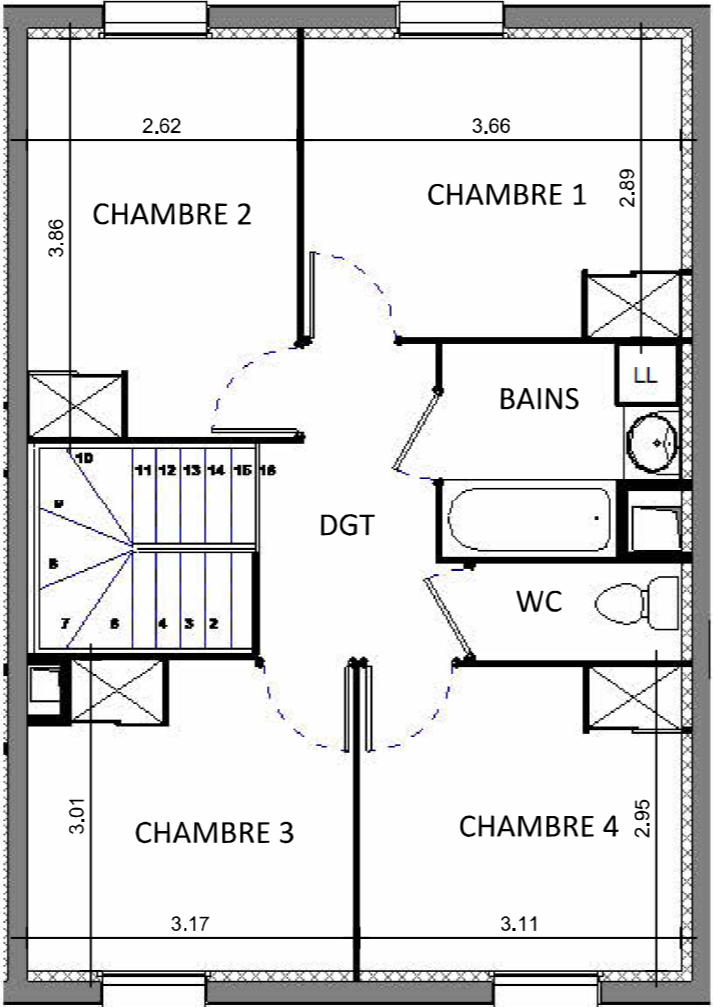 2.62
3.66
2.89
3.86
CHAMBRE 2
CHAMBRE 1
LL
BAINS
10
11 12 13 14 15 16
9
DGT
8
WC
7 6 4 3 2
3.01
CHAMBRE 3
CHAMBRE 4
2.95
3.17
3.11